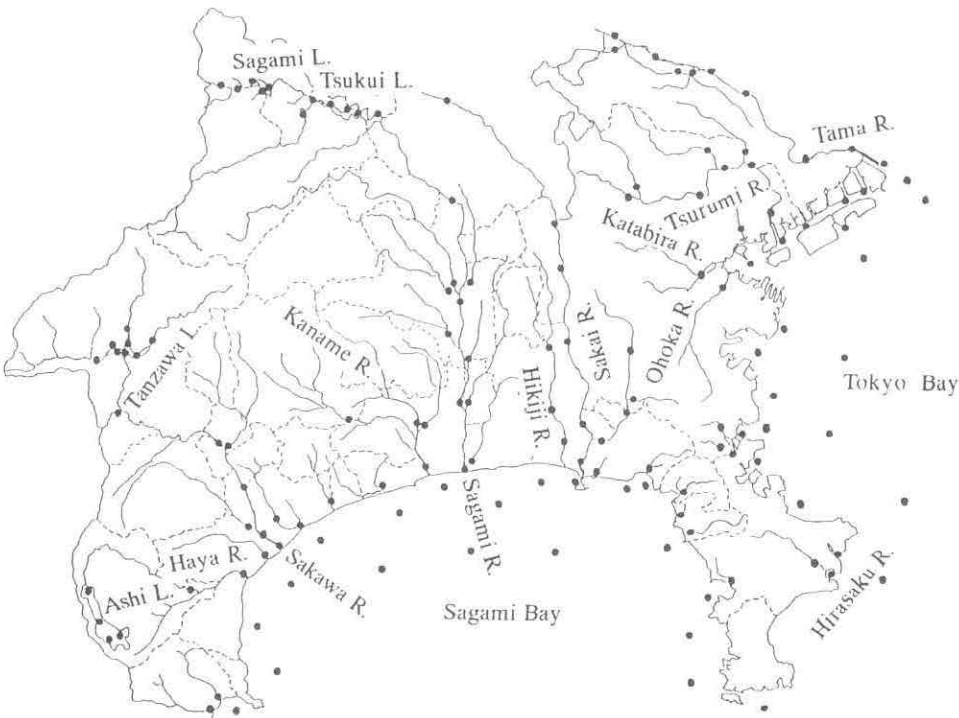 Sagami L.
Tsukui L.
Tama R.
Tsurumi R.
Katabira R.
Tanzawa L.
Kaname R.
Hikiji R.
Sakai R.
Ohoka R.
Tokyo Bay
Haya R.
Sakawa R.
Sagami R.
Ashi L.
Sagami Bay
Hirasaku R.